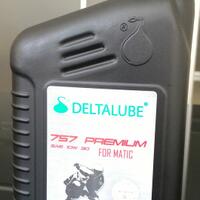 DELTALUBE®
757 PREMIUM
SAE 10W 30
FOR MATIC